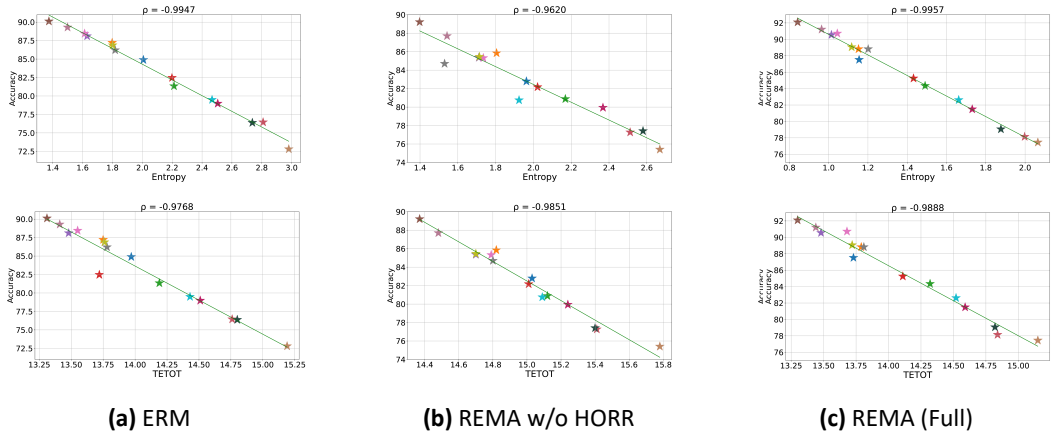 ρ = -0.9947
90.0
87.5
85.0
82.5
80.0
77.5
75.0
72.5
Accuracy
1.4 1.6 1.8 2.0 2.2 2.4 2.6 2.8 3.0
Entropy
ρ = -0.9620
90
88
86
84
82
80
78
76
74
Accuracy
1.4 1.6 1.8 2.0 2.2 2.4 2.6
Entropy
ρ = -0.9957
92
90
88
86
84
82
80
78
Accuracy
Accuracy
0.8 1.0 1.2 1.4 1.6 1.8 2.0
Entropy
ρ = -0.9768
90.0
87.5
85.0
82.5
80.0
77.5
75.0
72.5
Accuracy
13.25 13.50 13.75 14.00 14.25 14.50 14.75 15.00 15.25
TETOT
ρ = -0.9851
90
88
86
84
82
80
78
76
74
Accuracy
14.4 14.6 14.8 15.0 15.2 15.4 15.6 15.8
TETOT
ρ = -0.9888
92
90
88
86
84
82
80
78
76
Accuracy
Accuracy
13.25 13.50 13.75 14.00 14.25 14.50 14.75 15.00
TETOT
(a) ERM
(b) REMA w/o HORR
(c) REMA (Full)